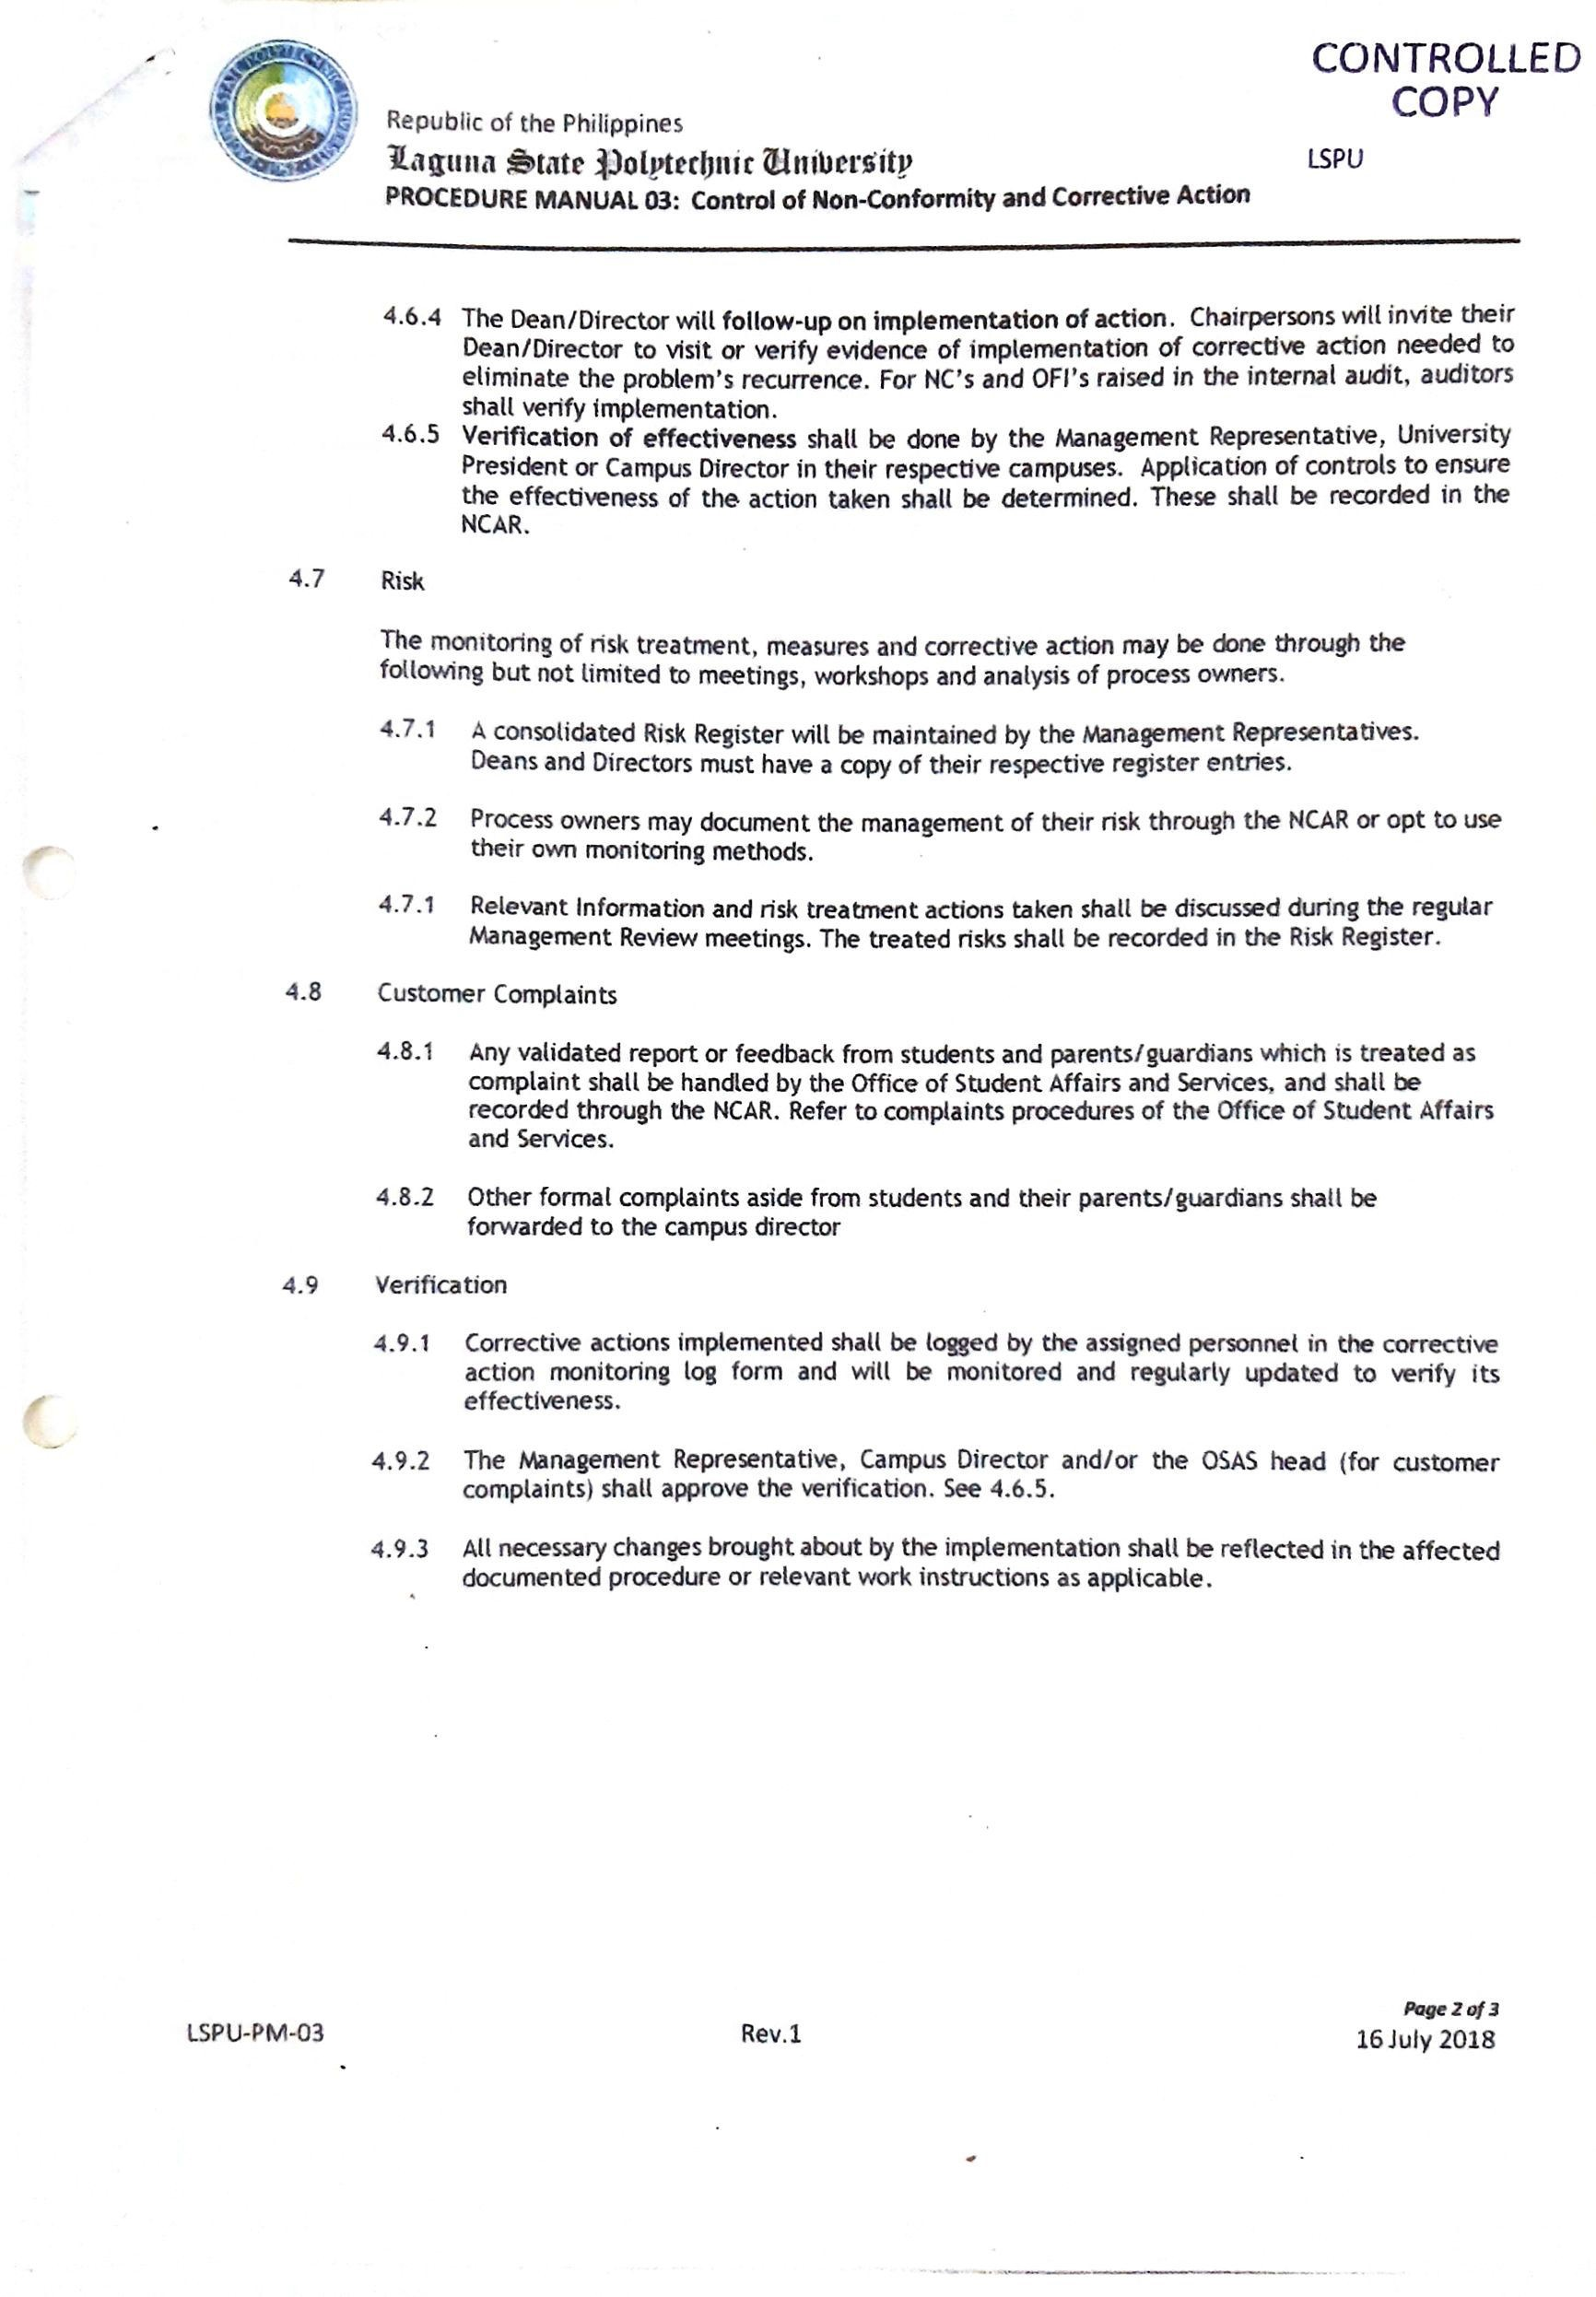 CONTROLLED
COPY
LSPU
Republic of the Philippines
Laguna State Polytechnic University
PROCEDURE MANUAL 03: Control of Non-Conformity and Corrective Action
4.6.4 The Dean/Director will follow-up on implementation of action. Chairpersons will invite their
Dean/Director to visit or verify evidence of implementation of corrective action needed to
eliminate the problem's recurrence. For NC's and OFI's raised in the internal audit, auditors
shall verify implementation.
4.6.5 Verification of effectiveness shall be done by the Management Representative, University
President or Campus Director in their respective campuses. Application of controls to ensure
the effectiveness of the action taken shall be determined. These shall be recorded in the
NCAR.
4.7 Risk
The monitoring of risk treatment, measures and corrective action may be done through the
following but not limited to meetings, workshops and analysis of process owners.
4.7.1 A consolidated Risk Register will be maintained by the Management Representatives.
Deans and Directors must have a copy of their respective register entries.
4.7.2 Process owners may document the management of their risk through the NCAR or opt to use
their own monitoring methods.
4.7.1 Relevant Information and risk treatment actions taken shall be discussed during the regular
Management Review meetings. The treated risks shall be recorded in the Risk Register.
4.8 Customer Complaints
4.8.1 Any validated report or feedback from students and parents/guardians which is treated as
complaint shall be handled by the Office of Student Affairs and Services, and shall be
recorded through the NCAR. Refer to complaints procedures of the Office of Student Affairs
and Services.
4.8.2 Other formal complaints aside from students and their parents/guardians shall be
forwarded to the campus director
4.9 Verification
4.9.1 Corrective actions implemented shall be logged by the assigned personnel in the corrective
action monitoring log form and will be monitored and regularly updated to verify its
effectiveness.
4.9.2 The Management Representative, Campus Director and/or the OSAS head (for customer
complaints) shall approve the verification. See 4.6.5.
4.9.3 All necessary changes brought about by the implementation shall be reflected in the affected
documented procedure or relevant work instructions as applicable.
Page 2 of 3
LSPU-PM-03 Rev.1 16 July 2018